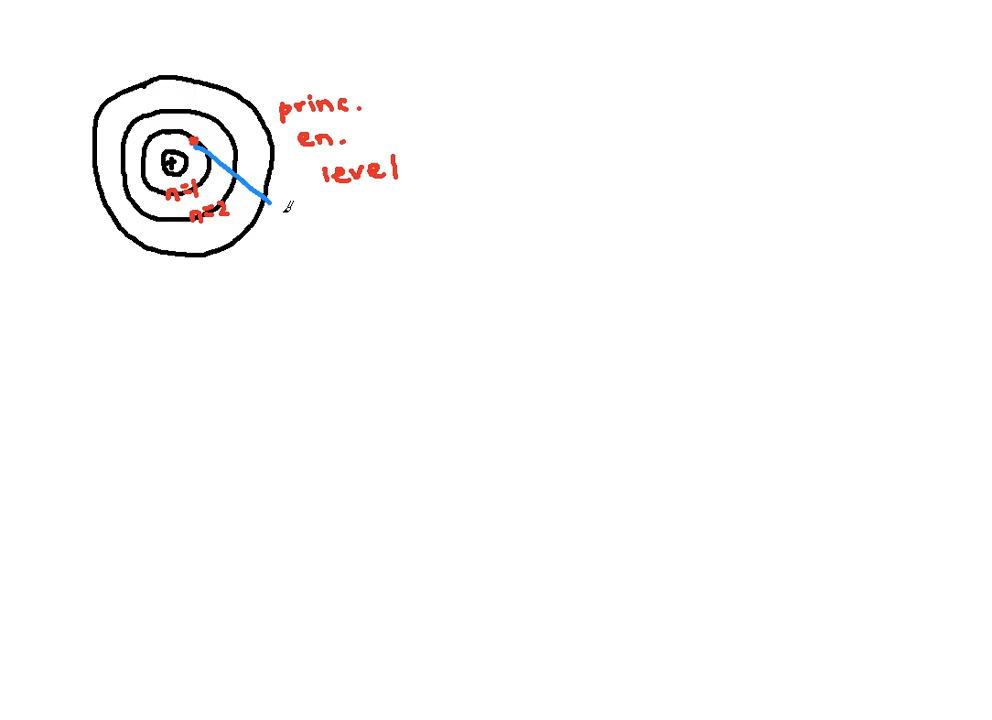 princ.
en.
level
+
n=1
n=2